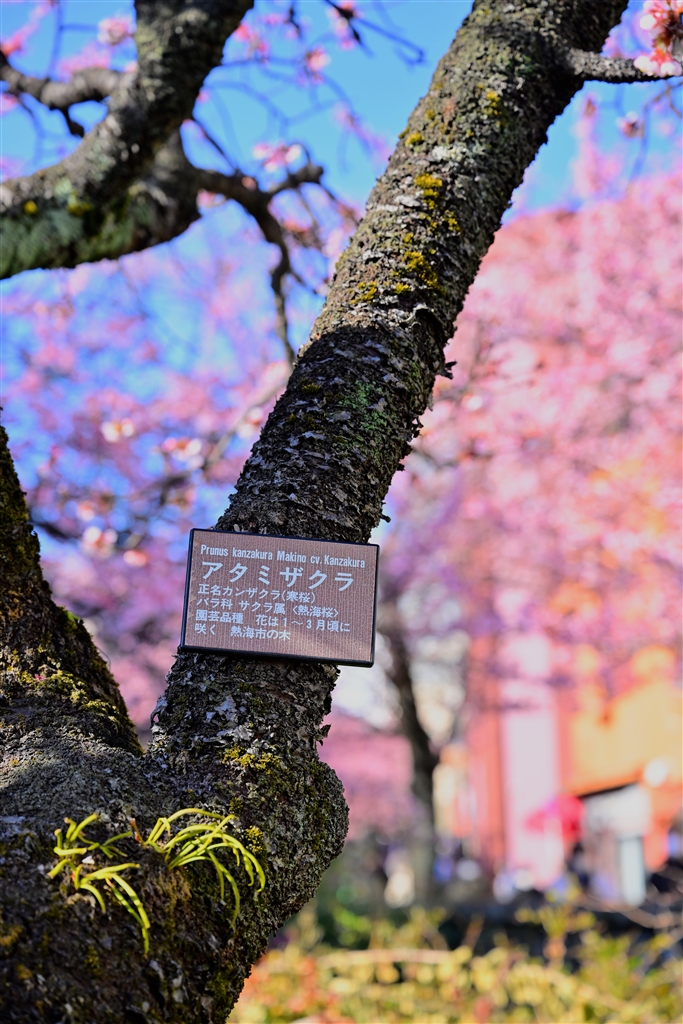 Prunus kanzakura Makino cv. Kanzakura
アタミザクラ
正名カンザクラ(寒桜)
バラ科 サクラ属 〈熱海桜〉
園芸品種 花は1～3月頃に
咲く 熱海市の木